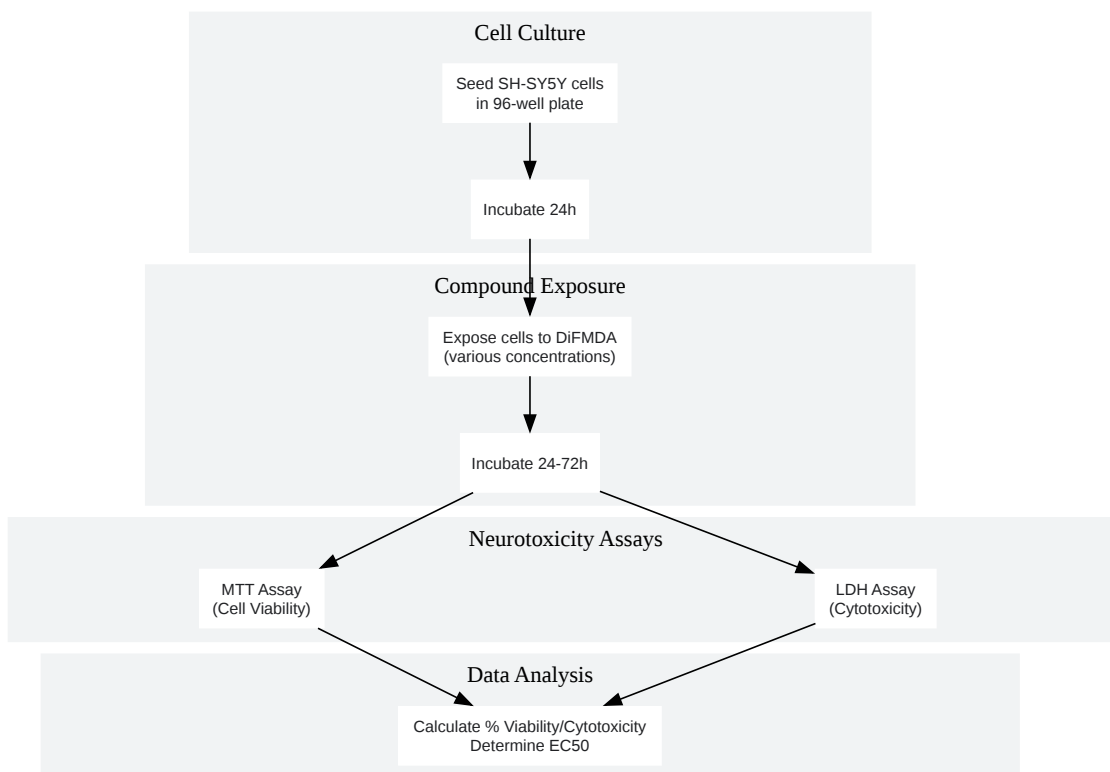 Cell Culture
Seed SH-SY5Y cells
in 96-well plate
Incubate 24h
Compound Exposure
Expose cells to DiFMDA
(various concentrations)
Incubate 24-72h
Neurotoxicity Assays
MTT Assay
(Cell Viability)
LDH Assay
(Cytotoxicity)
Data Analysis
Calculate % Viability/Cytotoxicity
Determine EC50